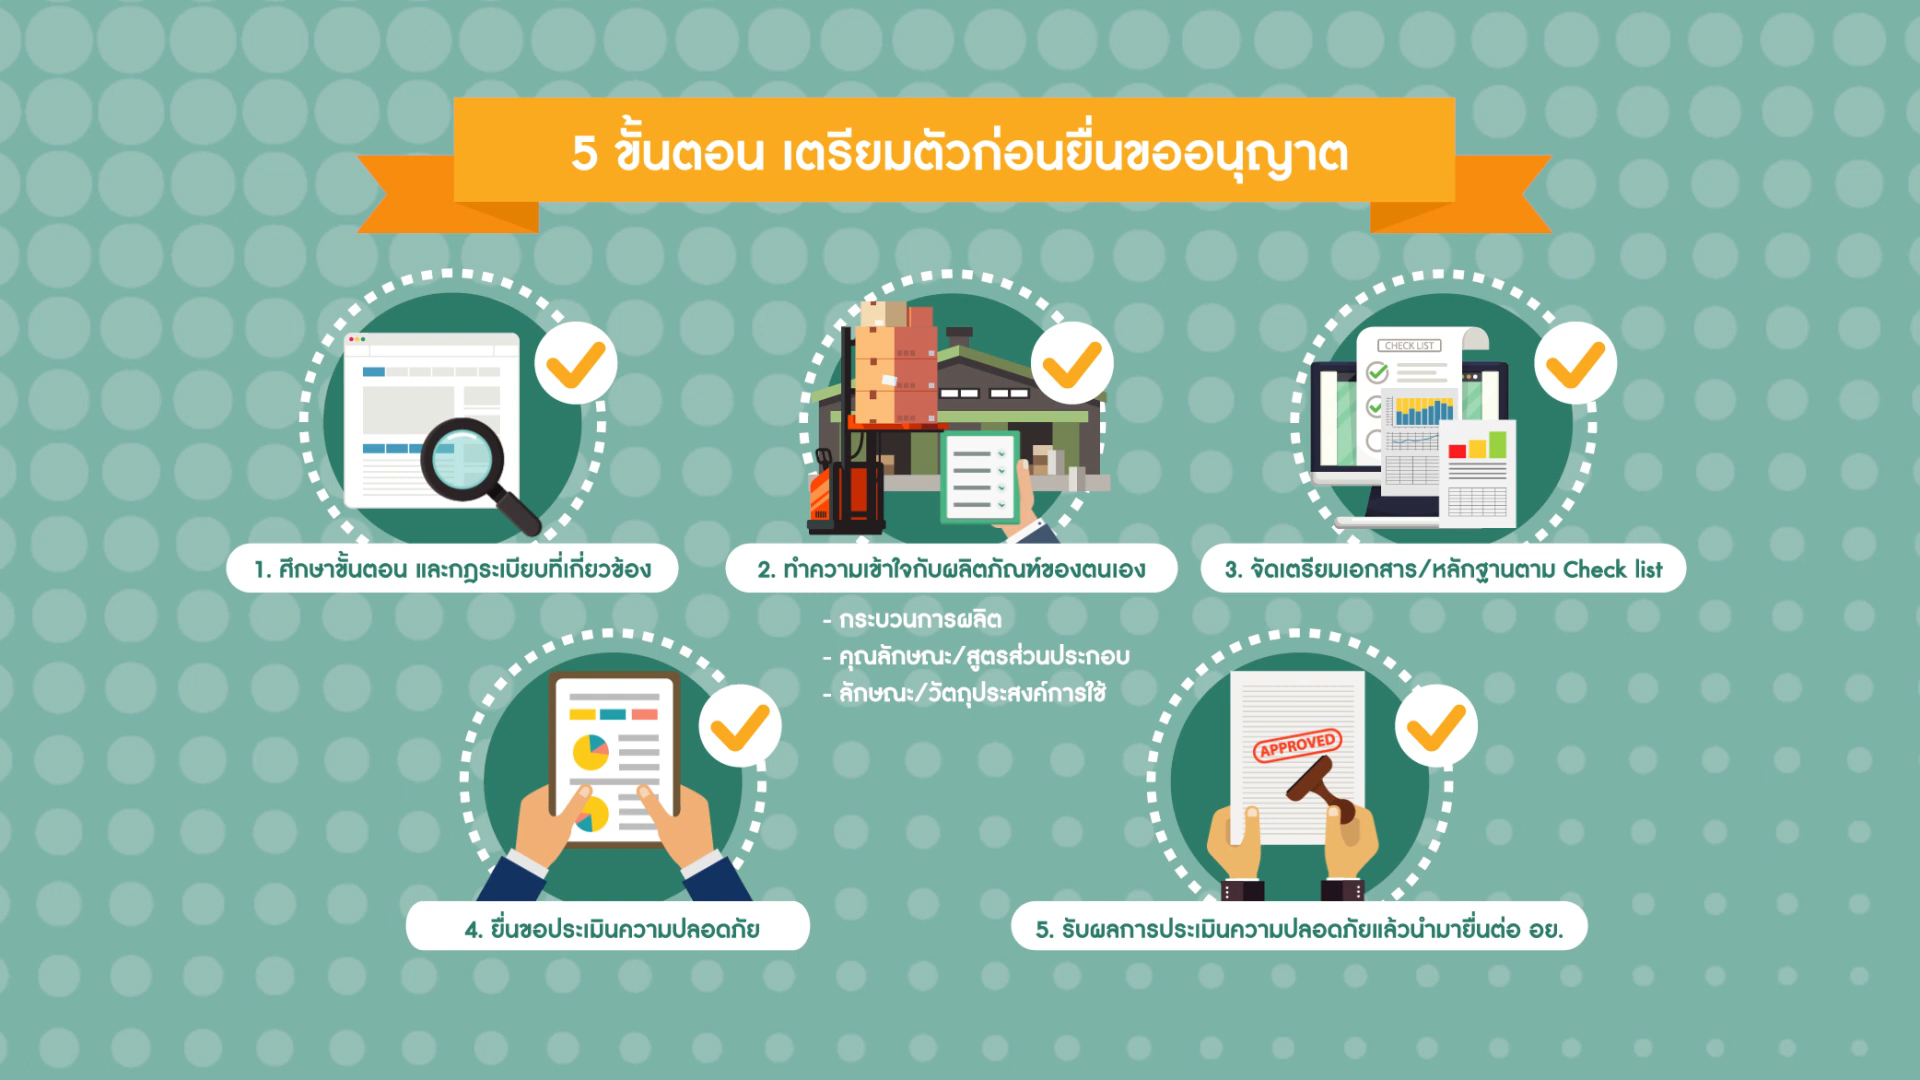 5 ขั้นตอน เตรียมตัวก่อนยื่นขออนุญาต
CHECK LIST
1. ศึกษาขั้นตอน และกฎระเบียบที่เกี่ยวข้อง
2. ทำความเข้าใจกับผลิตภัณฑ์ของตนเอง
3. จัดเตรียมเอกสาร/หลักฐานตาม Check list
- กระบวนการผลิต
- คุณลักษณะ/สูตรส่วนประกอบ
- ลักษณะ/วัตถุประสงค์การใช้
APPROVED
4. ยื่นขอประเมินความปลอดภัย
5. รับผลการประเมินความปลอดภัยแล้วนำมายื่นต่อ อย.